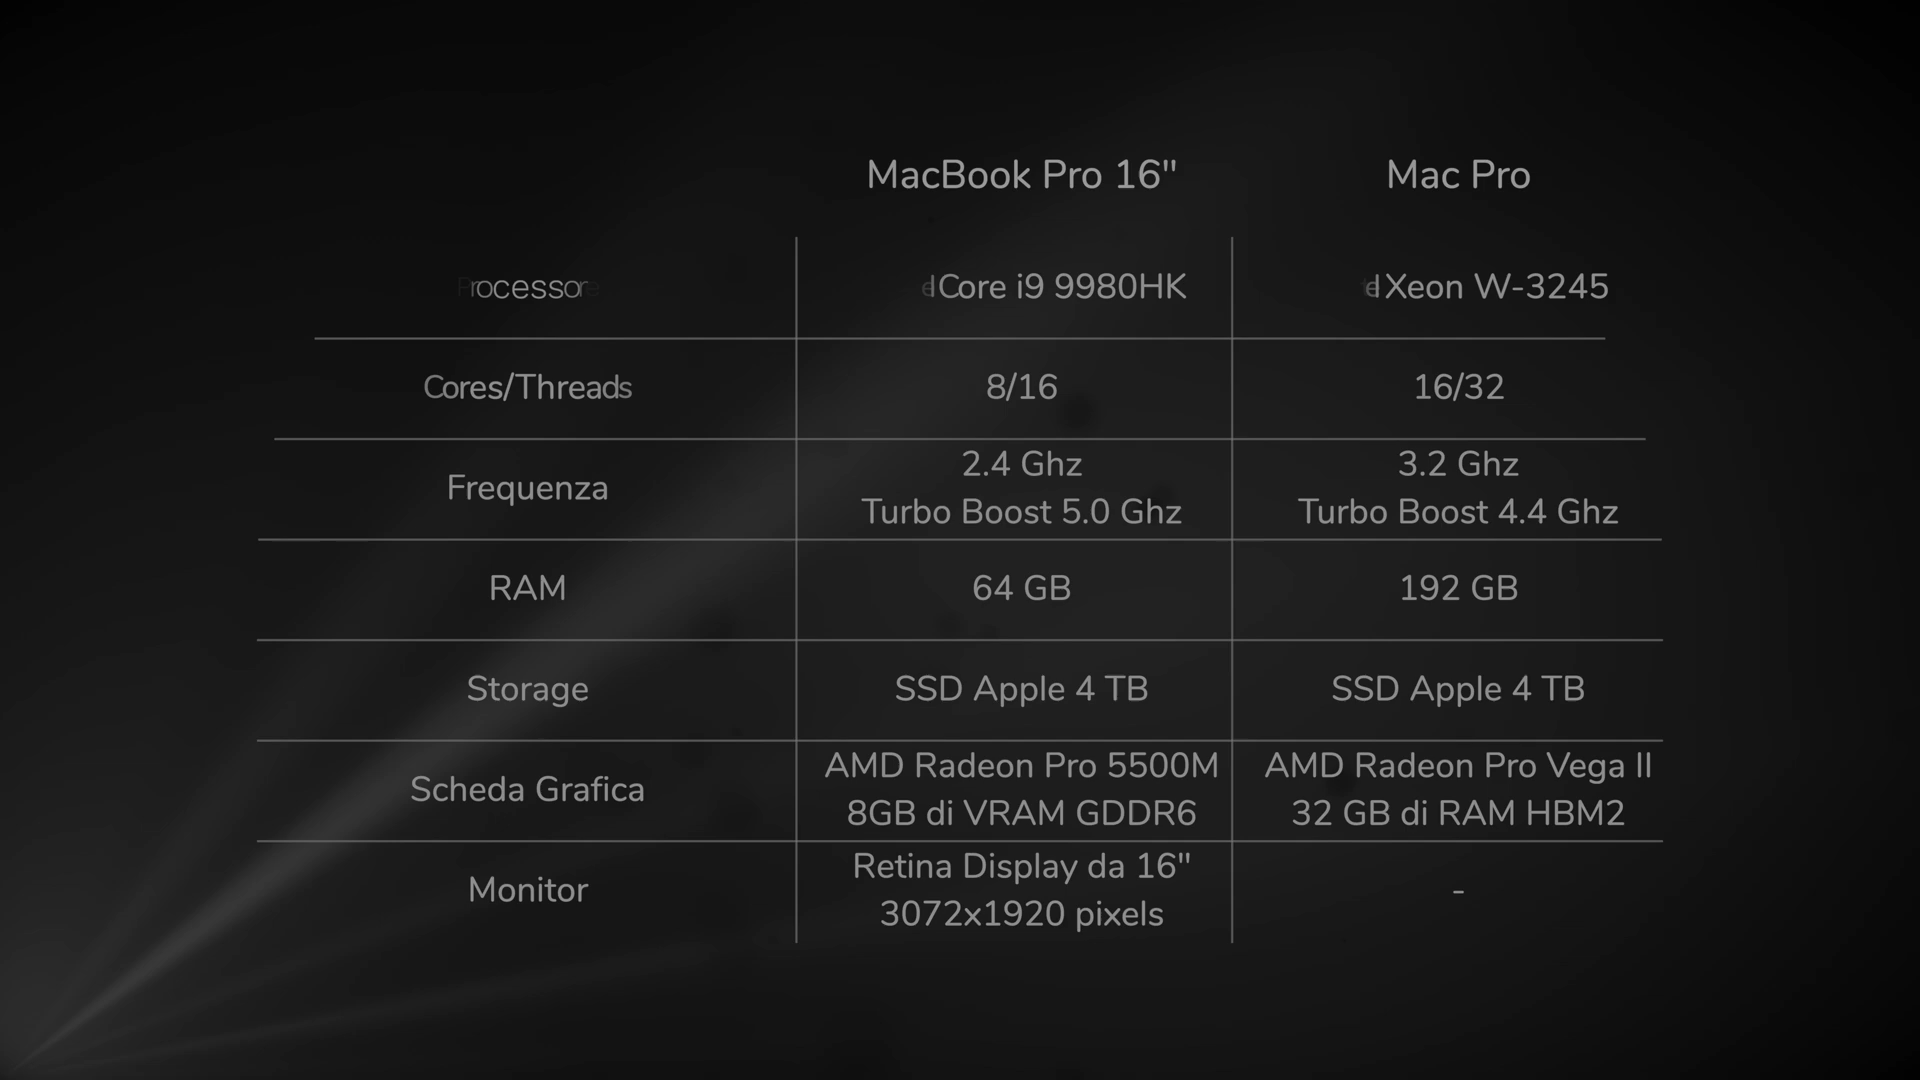 MacBook Pro 16" Mac Pro
Processore Core i9 9980HK Xeon W-3245
Cores/Threads 8/16 16/32
Frequenza 2.4 Ghz 3.2 Ghz
Turbo Boost 5.0 Ghz Turbo Boost 4.4 Ghz
RAM 64 GB 192 GB
Storage SSD Apple 4 TB SSD Apple 4 TB
Scheda Grafica AMD Radeon Pro 5500M AMD Radeon Pro Vega II
8GB di VRAM GDDR6 32 GB di RAM HBM2
Monitor Retina Display da 16" -
3072x1920 pixels